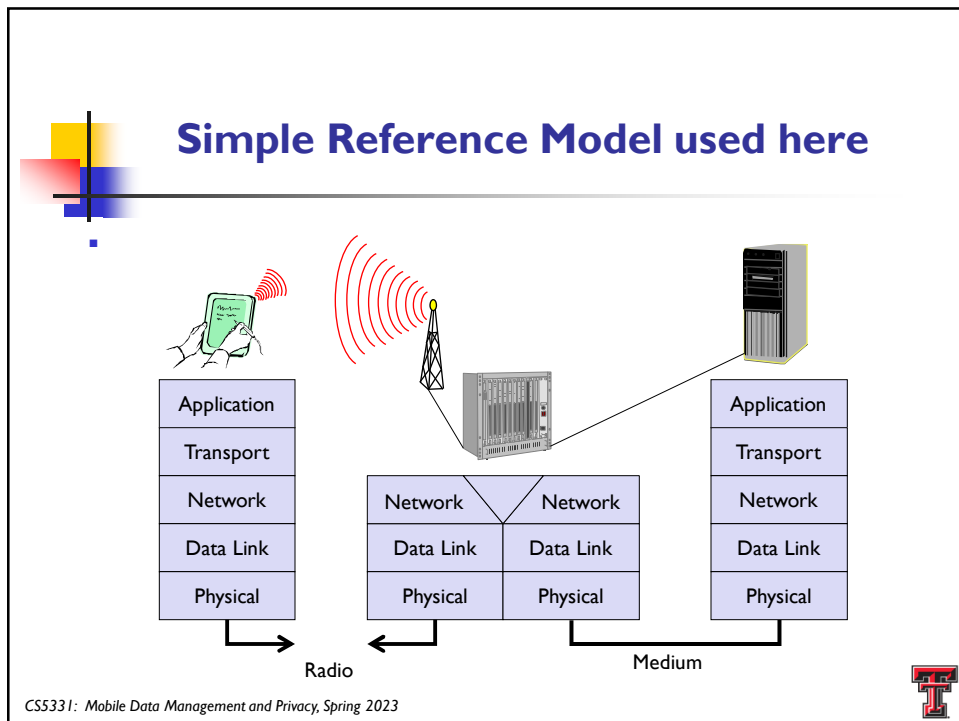 Simple Reference Model used here
Application
Transport
Network
Data Link
Physical
Network
Network
Data Link
Data Link
Physical
Physical
Application
Transport
Network
Data Link
Physical
Radio
Medium
CS5331: Mobile Data Management and Privacy, Spring 2023